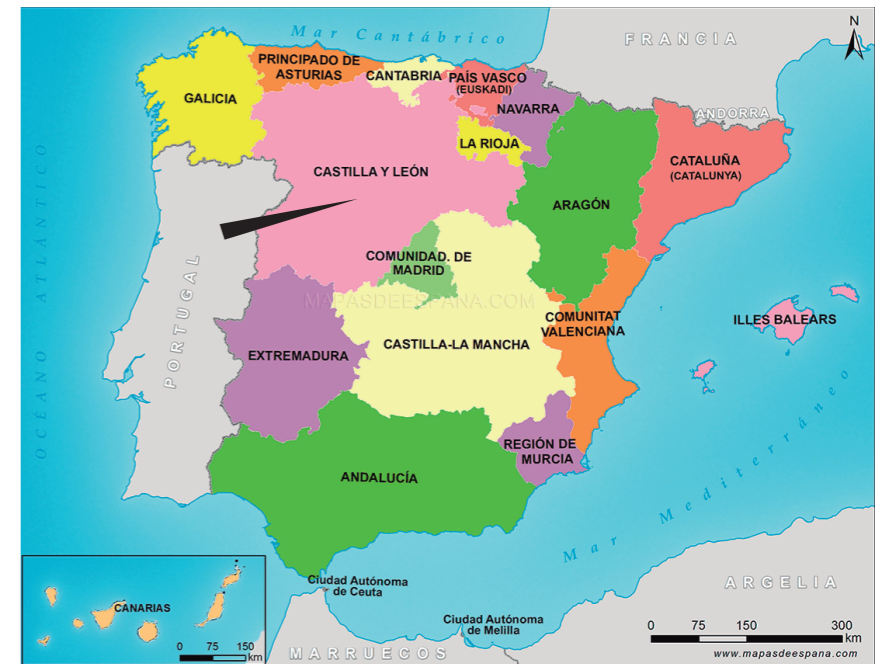 Mar Cantábrico
FRANCIA
N
PRINCIPADO DE
ASTURIAS
CANTABRIA
PAÍS VASCO
(EUSKADI)
GALICIA
NAVARRA
ANDORRA
LA RIOJA
CATALUÑA
(CATALUNYA)
CASTILLA Y LEÓN
ARAGÓN
OCÉANO ATLÁNTICO
COMUNIDAD. DE
MADRID
PORTUGAL
MAPASDEESPANA.COM
COMUNITAT
VALENCIANA
ILLES BALEARS
CASTILLA-LA MANCHA
EXTREMADURA
REGIÓN DE
MURCIA
ANDALUCÍA
Mar Mediterráneo
Ciudad Autónoma
de Ceuta
ARGELIA
CANARIAS
Ciudad Autónoma
de Melilla
0 75 150 300
km
0 75 150
km
MARRUECOS
www.mapasdeespana.com